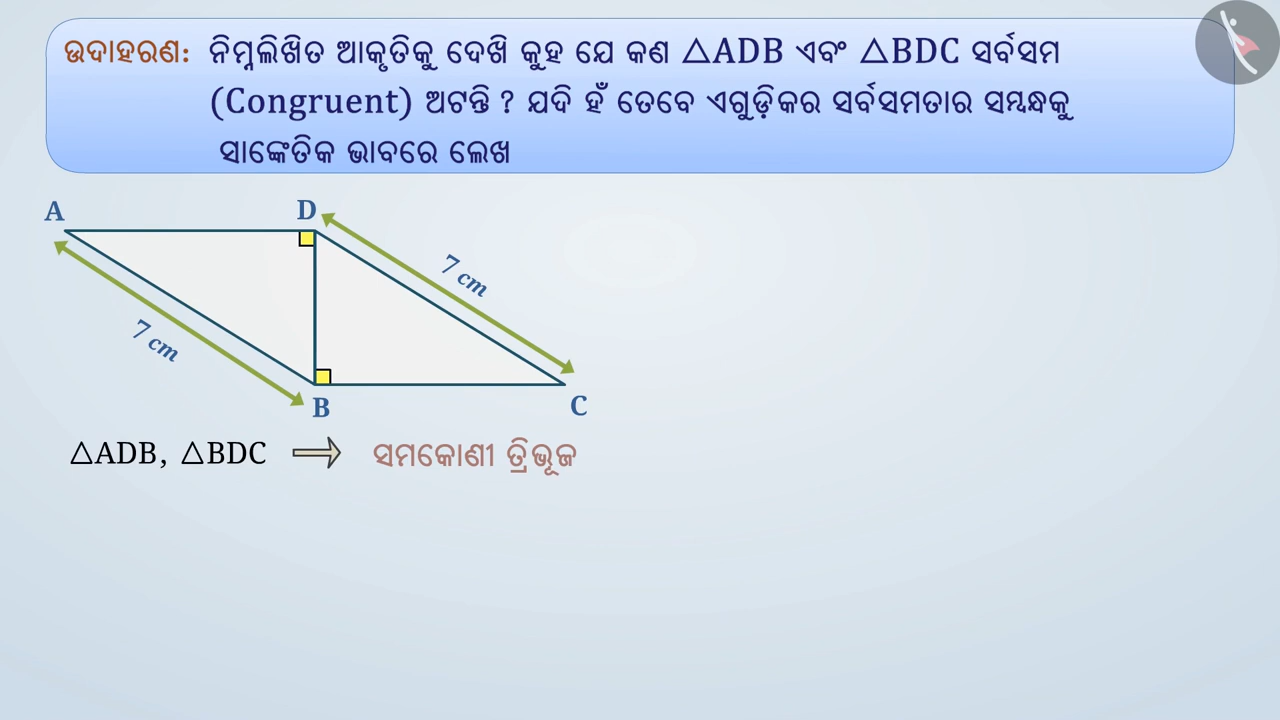 ଉଦାହରଣ: ନିମ୍ନଲିଖିତ ଆକୃତିକୁ ଦେଖି କୁହ ଯେ କଣ △ADB ଏବଂ △BDC ସର୍ବସମ
(Congruent) ଅଟନ୍ତି ? ଯଦି ହଁ ତେବେ ଏଗୁଡ଼ିକର ସର୍ବସମତାର ସମ୍ବନ୍ଧକୁ
ସାଙ୍କେତିକ ଭାବରେ ଲେଖ
A D
7 cm
7 cm
B C
△ADB, △BDC ⇒ ସମକୋଣୀ ତ୍ରିଭୂଜ